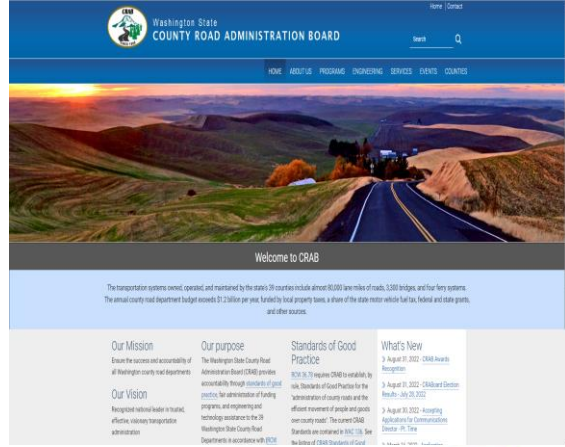 Home | Contact
CRAB
Washington State
COUNTY ROAD ADMINISTRATION BOARD
Search
HOME ABOUT US PROGRAMS ENGINEERING SERVICES EVENTS COUNTIES
Welcome to CRAB
The transportation systems owned, operated, and maintained by the state's 39 counties include almost 80,000 lane miles of roads, 3,300 bridges, and four ferry systems.
The annual county road department budget exceeds $1.2 billion per year, funded by local property taxes, a share of the state motor vehicle fuel tax, federal and state grants,
and other sources.
Our Mission
Ensure the success and accountability of
all Washington county road departments
Our Vision
Recognized national leader in trusted,
effective, visionary transportation
administration
Our purpose
The Washington State County Road
Administration Board (CRAB) provides
accountability through standards of good
practice, fair administration of funding
programs, and engineering and
technology assistance to the 39
Washington State County Road
Departments in accordance with RCW
Standards of Good
Practice
RCW 36.78 requires CRAB to establish, by
rule, Standards of Good Practice for the
"administration of county roads and the
efficient movement of people and goods
over county roads". The current CRAB
Standards are contained in WAC 136. See
the listing of CRAB Standards of Good
What's New
August 31, 2022 - CRAB Awards
Recognition
August 31, 2022 - CRABoard Election
Results - July 28, 2022
August 30, 2022 - Accepting
Applications for Communications
Director - Pt. Time